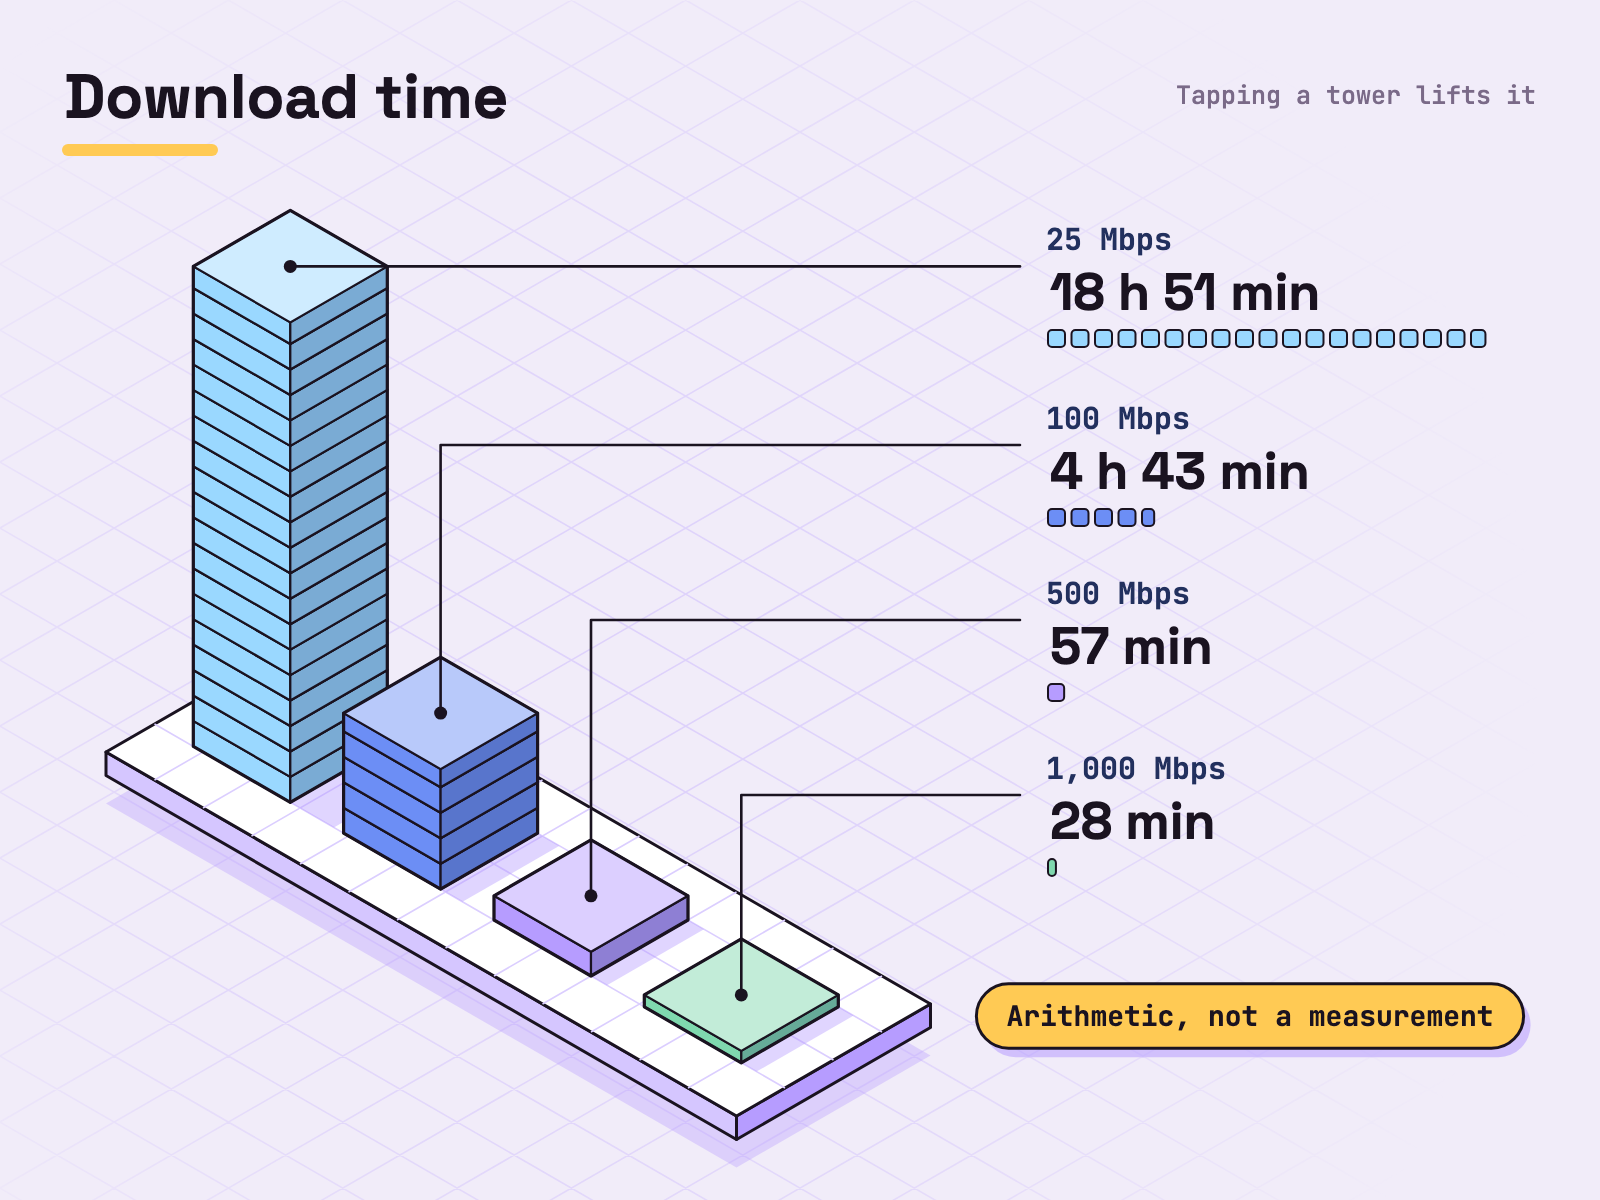 Download time
Tapping a tower lifts it
25 Mbps
18 h 51 min
100 Mbps
4 h 43 min
500 Mbps
57 min
1,000 Mbps
28 min
Arithmetic, not a measurement